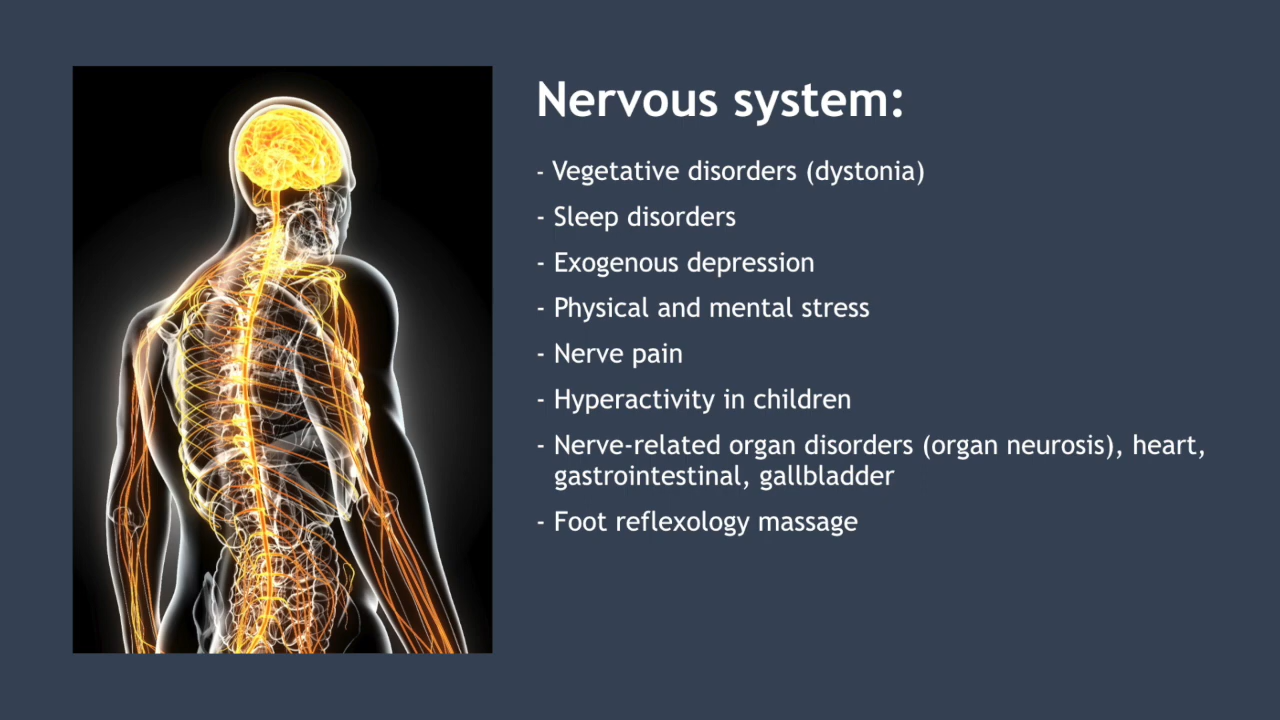 Nervous system:
- Vegetative disorders (dystonia)
- Sleep disorders
- Exogenous depression
- Physical and mental stress
- Nerve pain
- Hyperactivity in children
- Nerve-related organ disorders (organ neurosis), heart,
gastrointestinal, gallbladder
- Foot reflexology massage